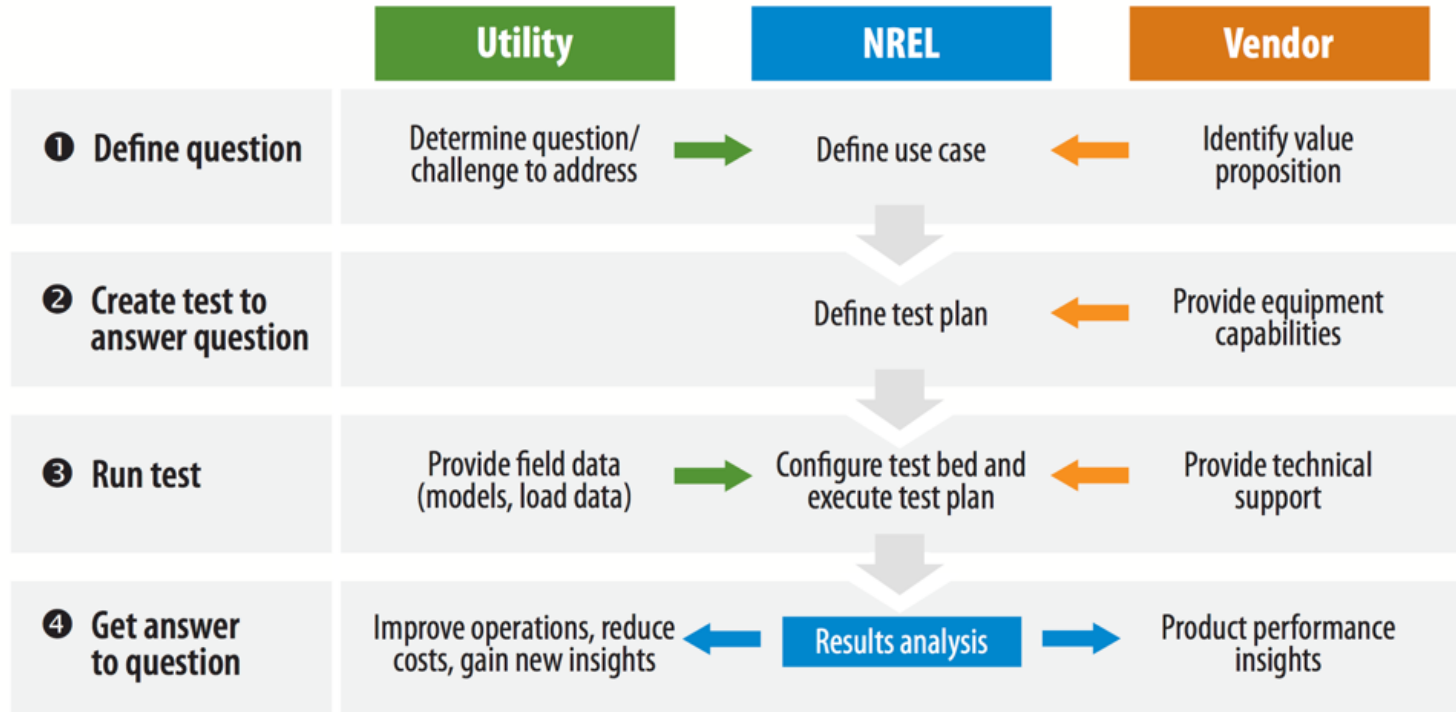 Utility
NREL
Vendor
❶ Define question
Determine question/
challenge to address
Define use case
Identify value
proposition
❷ Create test to
answer question
Define test plan
Provide equipment
capabilities
❸ Run test
Provide field data
(models, load data)
Configure test bed and
execute test plan
Provide technical
support
❹ Get answer
to question
Improve operations, reduce
costs, gain new insights
Results analysis
Product performance
insights